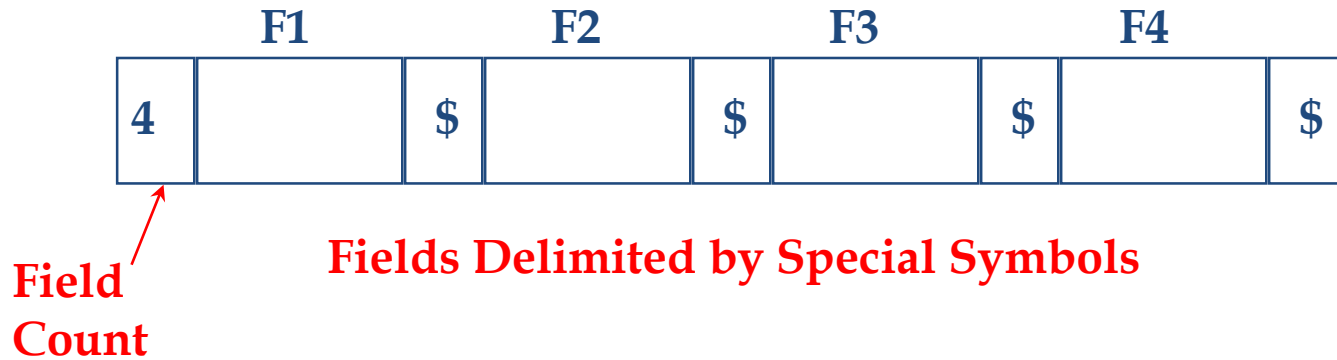 F1 F2 F3 F4
4 $ $ $ $
Fields Delimited by Special Symbols
Field
Count